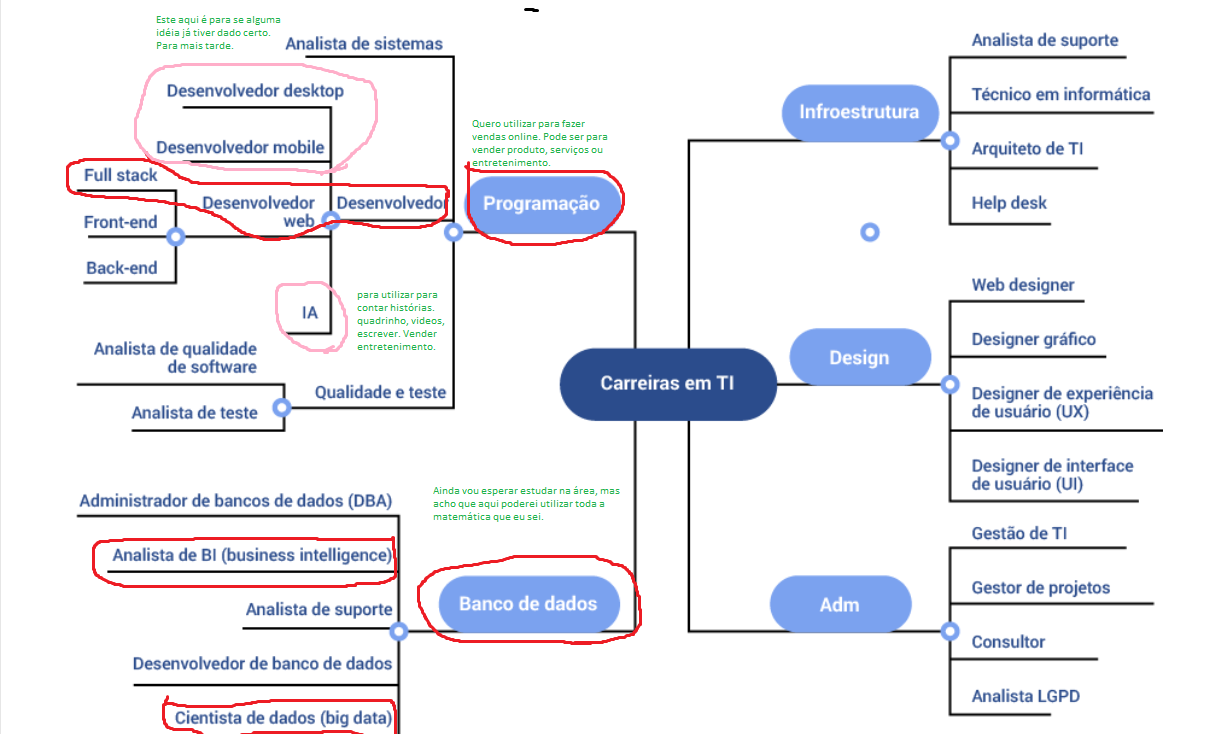 Este aqui é para se alguma
idéia já tiver dado certo.
Para mais tarde.
Analista de sistemas
Desenvolvedor desktop
Desenvolvedor mobile
Full stack
Front-end
Back-end
Desenvolvedor
web
Desenvolvedor
Quero utilizar para fazer
vendas online. Pode ser para
vender produto, serviços ou
entretenimento.
Programação
IA
para utilizar para
contar histórias.
quadrinho, videos,
escrever. Vender
entretenimento.
Analista de qualidade
de software
Analista de teste
Qualidade e teste
Carreiras em TI
Administrador de bancos de dados (DBA)
Analista de BI (business intelligence)
Analista de suporte
Desenvolvedor de banco de dados
Cientista de dados (big data)
Ainda vou esperar estudar na área, mas
acho que aqui poderei utilizar toda a
matemática que eu sei.
Banco de dados
Infroestrutura
Analista de suporte
Técnico em informática
Arquiteto de TI
Help desk
Design
Web designer
Designer gráfico
Designer de experiência
de usuário (UX)
Designer de interface
de usuário (UI)
Adm
Gestão de TI
Gestor de projetos
Consultor
Analista LGPD